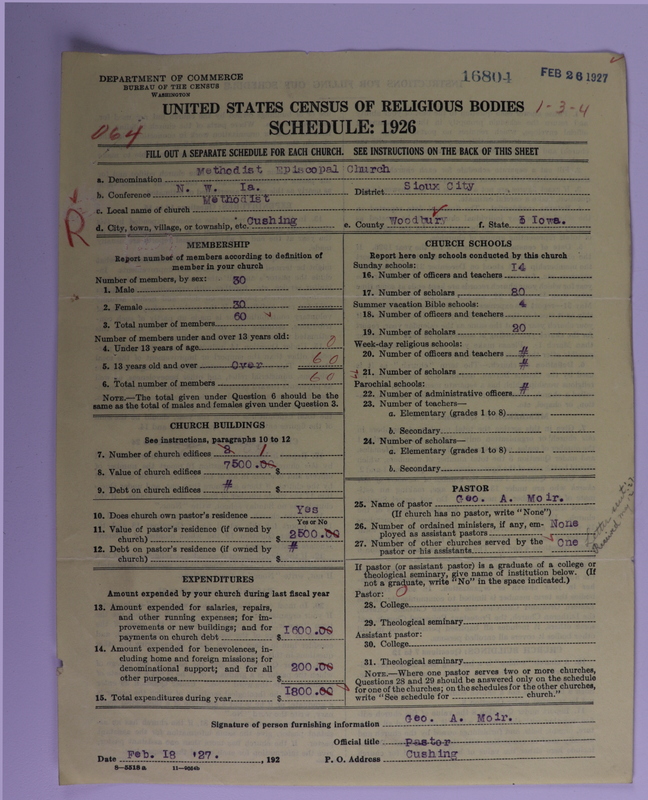 DEPARTMENT OF COMMERCE
BUREAU OF THE CENSUS
WASHINGTON
16804
FEB 26 1927
UNITED STATES CENSUS OF RELIGIOUS BODIES
1-3-4
SCHEDULE: 1926
064
FILL OUT A SEPARATE SCHEDULE FOR EACH CHURCH. SEE INSTRUCTIONS ON THE BACK OF THIS SHEET
a. Denomination Methodist Episcopal Church
b. Conference N. W. Ia. District Sioux City
c. Local name of church Methodist
d. City, town, village, or township, etc. Cushing e. County Woodbury f. State Iowa.
R
MEMBERSHIP
Report number of members according to definition of
member in your church
Number of members, by sex:
1. Male 30
2. Female 30
3. Total number of members 60
Number of members under and over 13 years old:
4. Under 13 years of age 0
5. 13 years old and over Over 60
6. Total number of members 60
NOTE.—The total given under Question 6 should be the
same as the total of males and females given under Question 3.
CHURCH BUILDINGS
See instructions, paragraphs 10 to 12
7. Number of church edifices 2 1
8. Value of church edifices $ 7500.00
9. Debt on church edifices $ #
10. Does church own pastor's residence Yes
Yes or No
11. Value of pastor's residence (if owned by
church) $ 2500.00
12. Debt on pastor's residence (if owned by
church) $ #
EXPENDITURES
Amount expended by your church during last fiscal year
13. Amount expended for salaries, repairs,
and other running expenses; for im-
provements or new buildings; and for
payments on church debt $ 1600.00
14. Amount expended for benevolences, in-
cluding home and foreign missions; for
denominational support; and for all
other purposes $ 200.00
15. Total expenditures during year $ 1800.00
CHURCH SCHOOLS
Report here only schools conducted by this church
Sunday schools:
16. Number of officers and teachers 14
17. Number of scholars 80
Summer vacation Bible schools:
18. Number of officers and teachers 4
19. Number of scholars 20
Week-day religious schools:
20. Number of officers and teachers #
21. Number of scholars #
Parochial schools:
22. Number of administrative officers #
23. Number of teachers—
a. Elementary (grades 1 to 8)
b. Secondary
24. Number of scholars—
a. Elementary (grades 1 to 8)
b. Secondary
PASTOR
25. Name of pastor Geo. A. Moir.
(If church has no pastor, write "None")
26. Number of ordained ministers, if any, em-
ployed as assistant pastors None
27. Number of other churches served by the
pastor or his assistants One
If pastor (or assistant pastor) is a graduate of a college or
theological seminary, give name of institution below. (If
not a graduate, write "No" in the space indicated.)
Pastor: 0
28. College
29. Theological seminary
Assistant pastor:
30. College
31. Theological seminary
NOTE.—Where one pastor serves two or more churches,
Questions 28 and 29 should be answered only on the schedule
for one of the churches; on the schedules for the other churches,
write "See schedule for church."
Signature of person furnishing information Geo. A. Moir.
Official title Pastor
Date Feb. 18 '27. , 192 P. O. Address Cushing
8—5518 a 11—9054b